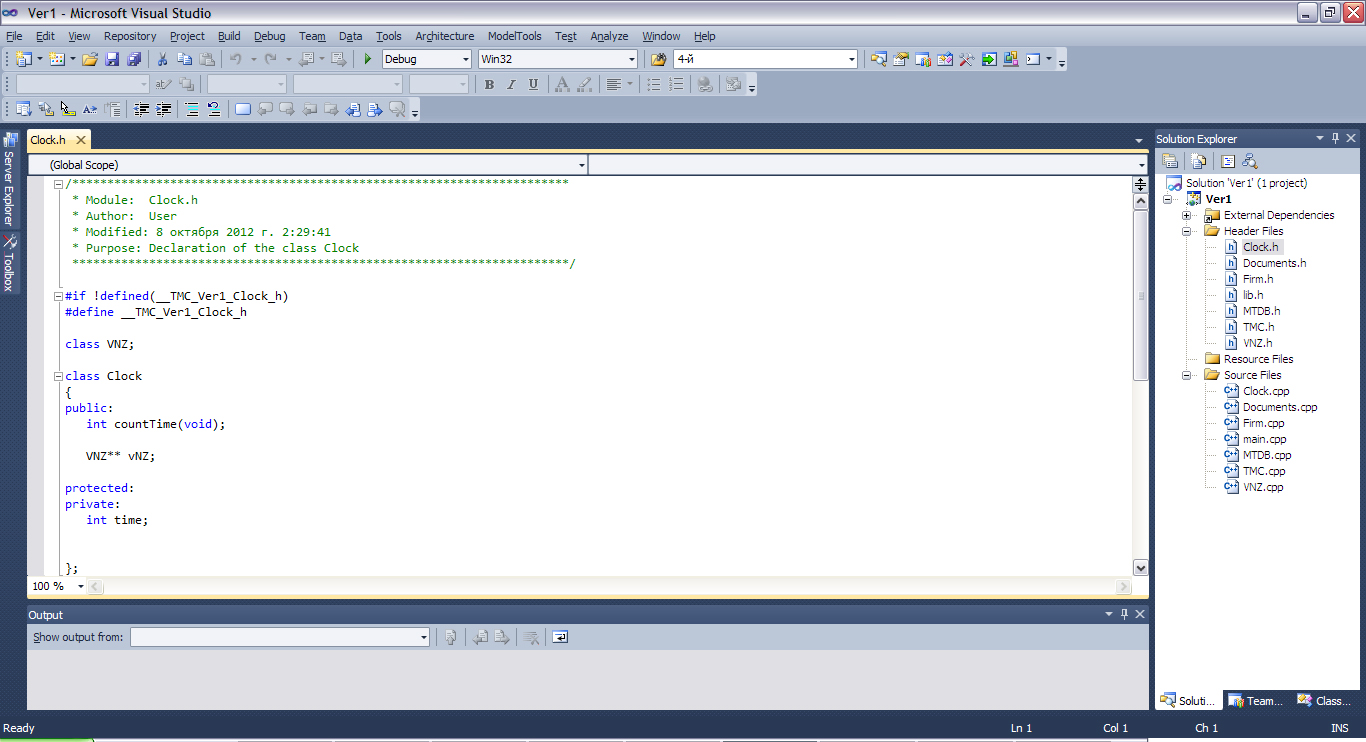 Ver1 - Microsoft Visual Studio
File Edit View Repository Project Build Debug Team Data Tools Architecture ModelTools Test Analyze Window Help
Debug Win32 4-й
B I U A
Server Explorer
Toolbox
Clock.h
(Global Scope)
/***********************************************************************
 * Module:  Clock.h
 * Author:  User
 * Modified: 8 октября 2012 г. 2:29:41
 * Purpose: Declaration of the class Clock
 ***********************************************************************/
#if !defined(__TMC_Ver1_Clock_h)
#define __TMC_Ver1_Clock_h
class VNZ;
class Clock
{
public:
   int countTime(void);
   VNZ** vNZ;
protected:
private:
   int time;
};
100 %
Output
Show output from:
Solution Explorer
Solution 'Ver1' (1 project)
Ver1
External Dependencies
Header Files
Clock.h
Documents.h
Firm.h
lib.h
MTDB.h
TMC.h
VNZ.h
Resource Files
Source Files
Clock.cpp
Documents.cpp
Firm.cpp
main.cpp
MTDB.cpp
TMC.cpp
VNZ.cpp
Soluti... Team... Class...
Ready Ln 1 Col 1 Ch 1 INS